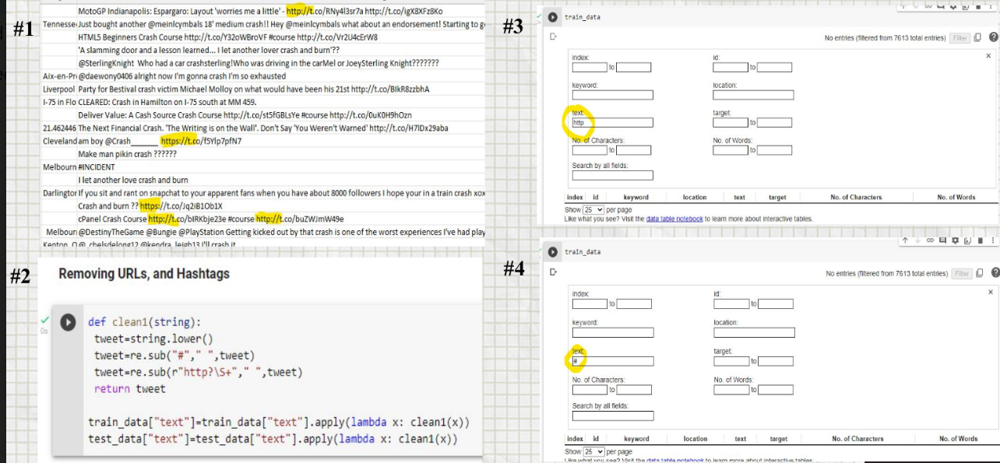 #1
MotoGP Indianapolis: Espargaro: Layout 'worries me a little' - http://t.co/RNy4l3sr7a http://t.co/igX8XFz8Ko
Tennesse Just bought another @meinlcymbals 18' medium crash!! Hey @meinlcymbals what about an endorsement! Starting to g
HTML5 Beginners Crash Course http://t.co/Y32oWBroVF #course http://t.co/Vr2U4cErW8
'A slamming door and a lesson learned... I let another lover crash and burn'??
@SterlingKnight Who had a car crashsterling!Who was driving in the carMel or JoeySterling Knight???????
Aix-en-Pr @daewony0406 alright now I'm gonna crash I'm so exhausted
Liverpool Party for Bestival crash victim Michael Molloy on what would have been his 21st http://t.co/BIkR8zzbhA
I-75 in Flo CLEARED: Crash in Hamilton on I-75 south at MM 459.
Deliver Value: A Cash Source Crash Course http://t.co/st5fGBLsYe #course http://t.co/0uK0H9hOzn
21.462446 The Next Financial Crash. 'The Writing is on the Wall'. Don't Say 'You Weren't Warned' http://t.co/H7lDx29aba
Cleveland am boy @Crash______ https://t.co/f5Ylp7pfN7
Make man pikin crash ??????
Melbourn #INCIDENT
I let another love crash and burn
Darlingtor If you sit and rant on snapchat to your apparent fans when you have about 8000 followers I hope your in a train crash xox
Crash and burn ?? https://t.co/Jq2iB1Ob1X
cPanel Crash Course http://t.co/bIRKbje23e #course http://t.co/buZWJmW49e
Melbour @DestinyTheGame @Bungie @PlayStation Getting kicked out by that crash is one of the worst experiences I've had play
Kenton, O @_chelsdelong12 @kendra_leigh13 I'll crash it
#2
Removing URLs, and Hashtags
0s
def clean1(string):
tweet=string.lower()
tweet=re.sub("#"," ",tweet)
tweet=re.sub(r"http?\S+"," ",tweet)
return tweet
train_data["text"]=train_data["text"].apply(lambda x: clean1(x))
test_data["text"]=test_data["text"].apply(lambda x: clean1(x))
#3
train_data
No entries (filtered from 7613 total entries) Filter
index: id:
to to
keyword: location:
text: target:
http to
No. of Characters: No. of Words:
to to
Search by all fields:
index id keyword location text target No. of Characters No. of Words
Show 25 per page
Like what you see? Visit the data table notebook to learn more about interactive tables.
#4
train_data
No entries (filtered from 7613 total entries) Filter
index: id:
to to
keyword: location:
text: target:
# to
No. of Characters: No. of Words:
to to
Search by all fields:
index id keyword location text target No. of Characters No. of Words
Show 25 per page
Like what you see? Visit the data table notebook to learn more about interactive tables.